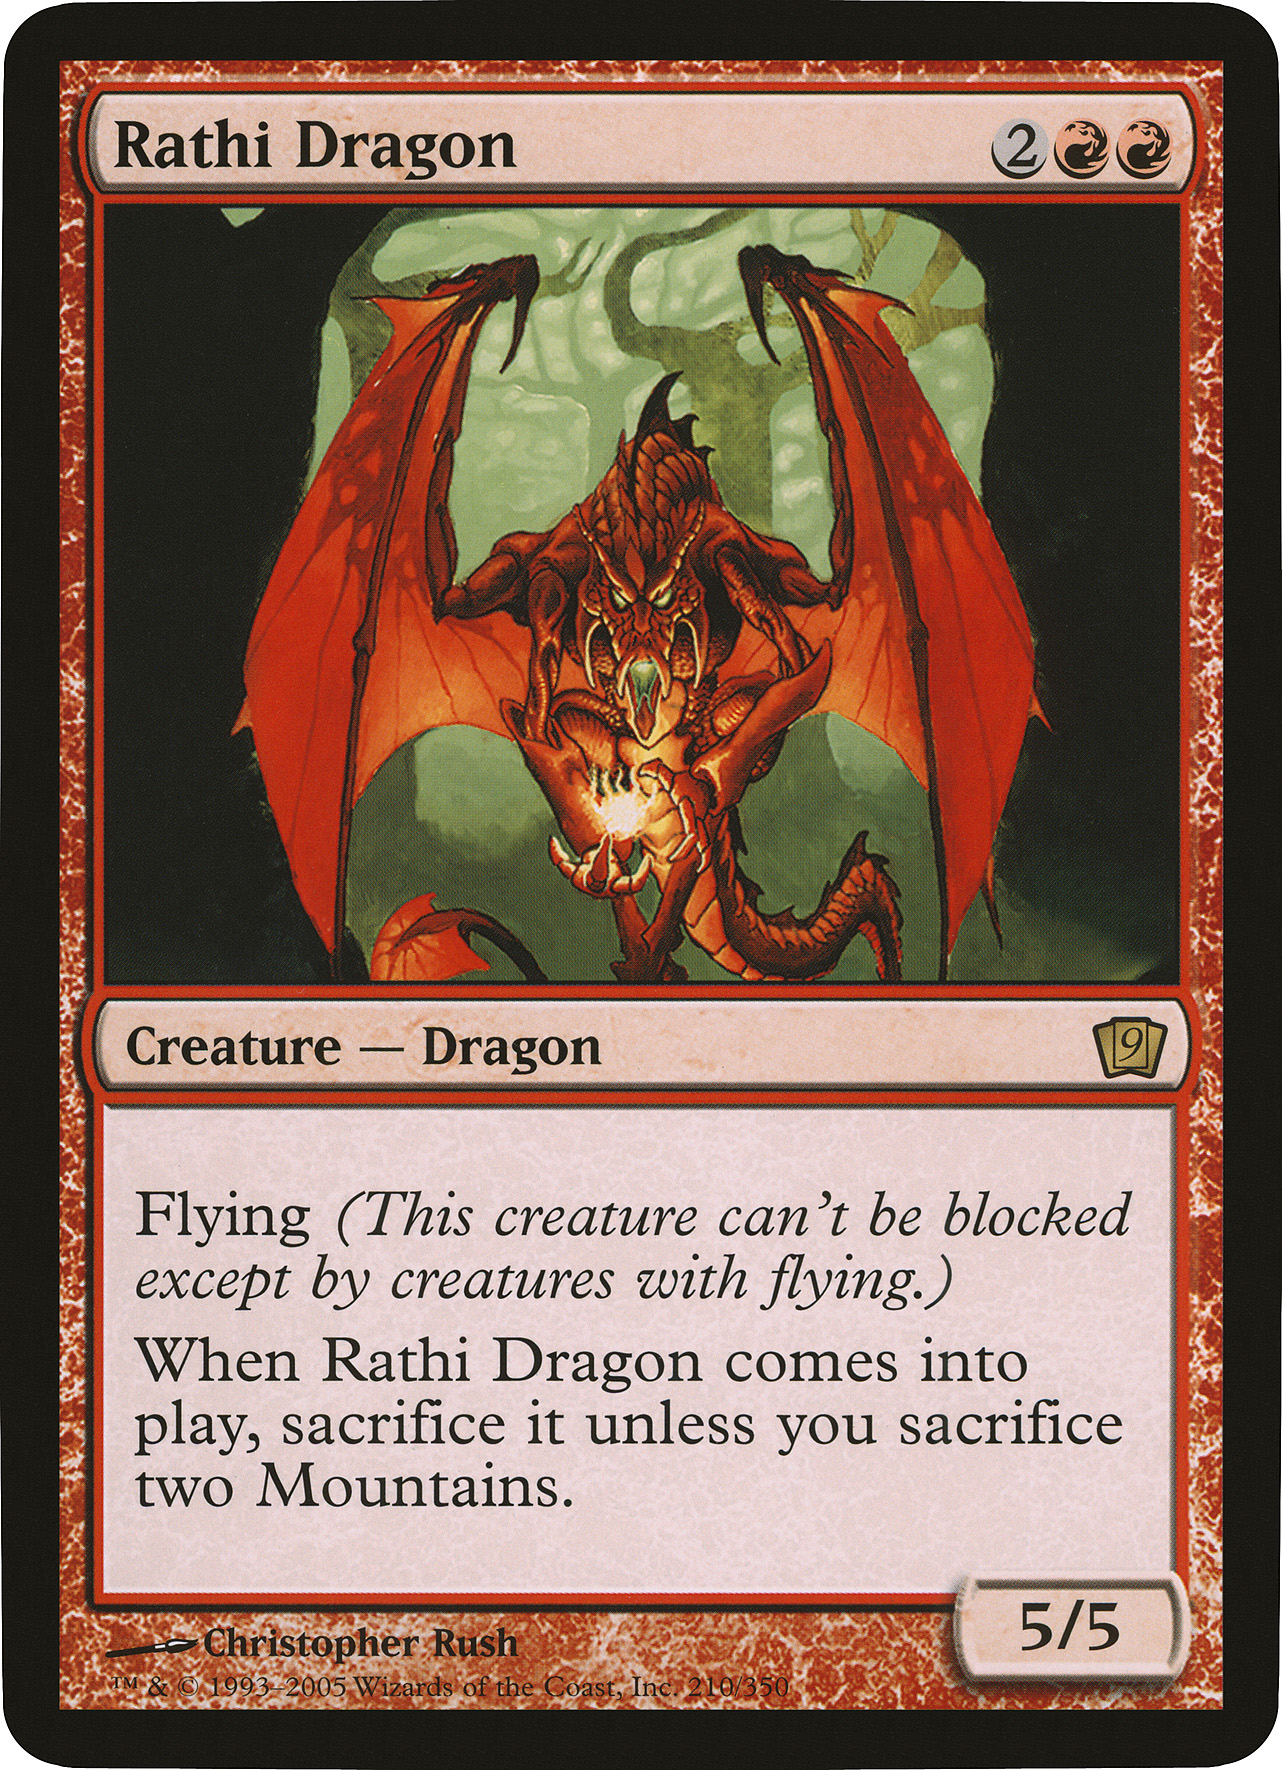 Rathi Dragon 2
Creature — Dragon 9
Flying (This creature can't be blocked
except by creatures with flying.)
When Rathi Dragon comes into
play, sacrifice it unless you sacrifice
two Mountains.
5/5
Christopher Rush
™ & © 1993–2005 Wizards of the Coast, Inc. 210/350